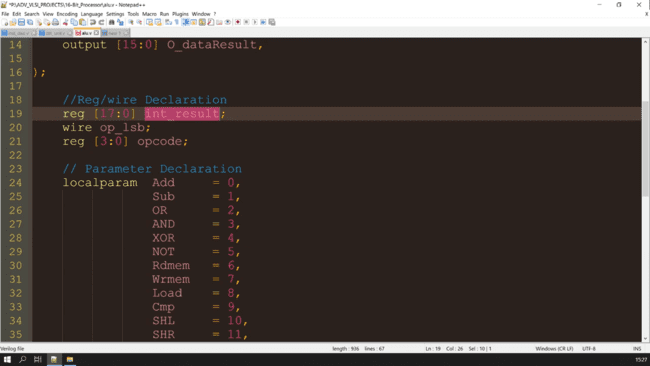 *F:\ADV_VLSI_PROJECTS\16-Bit_Processor\alu.v - Notepad++
File Edit Search View Encoding Language Settings Tools Macro Run Plugins Window ?
alu.v
14 output [15:0] O_dataResult,
15
16 );
17
18 //Reg/wire Declaration
19 reg [17:0] int_result;
20 wire op_lsb;
21 reg [3:0] opcode;
22
23 // Parameter Declaration
24 localparam Add = 0,
25 Sub = 1,
26 OR = 2,
27 AND = 3,
28 XOR = 4,
29 NOT = 5,
30 Rdmem = 6,
31 Wrmem = 7,
32 Load = 8,
33 Cmp = 9,
34 SHL = 10,
35 SHR = 11,
Verilog file length : 936 lines : 67 Ln : 19 Col : 26 Sel : 10 | 1 Windows (CR LF) UTF-8 INS
15:27